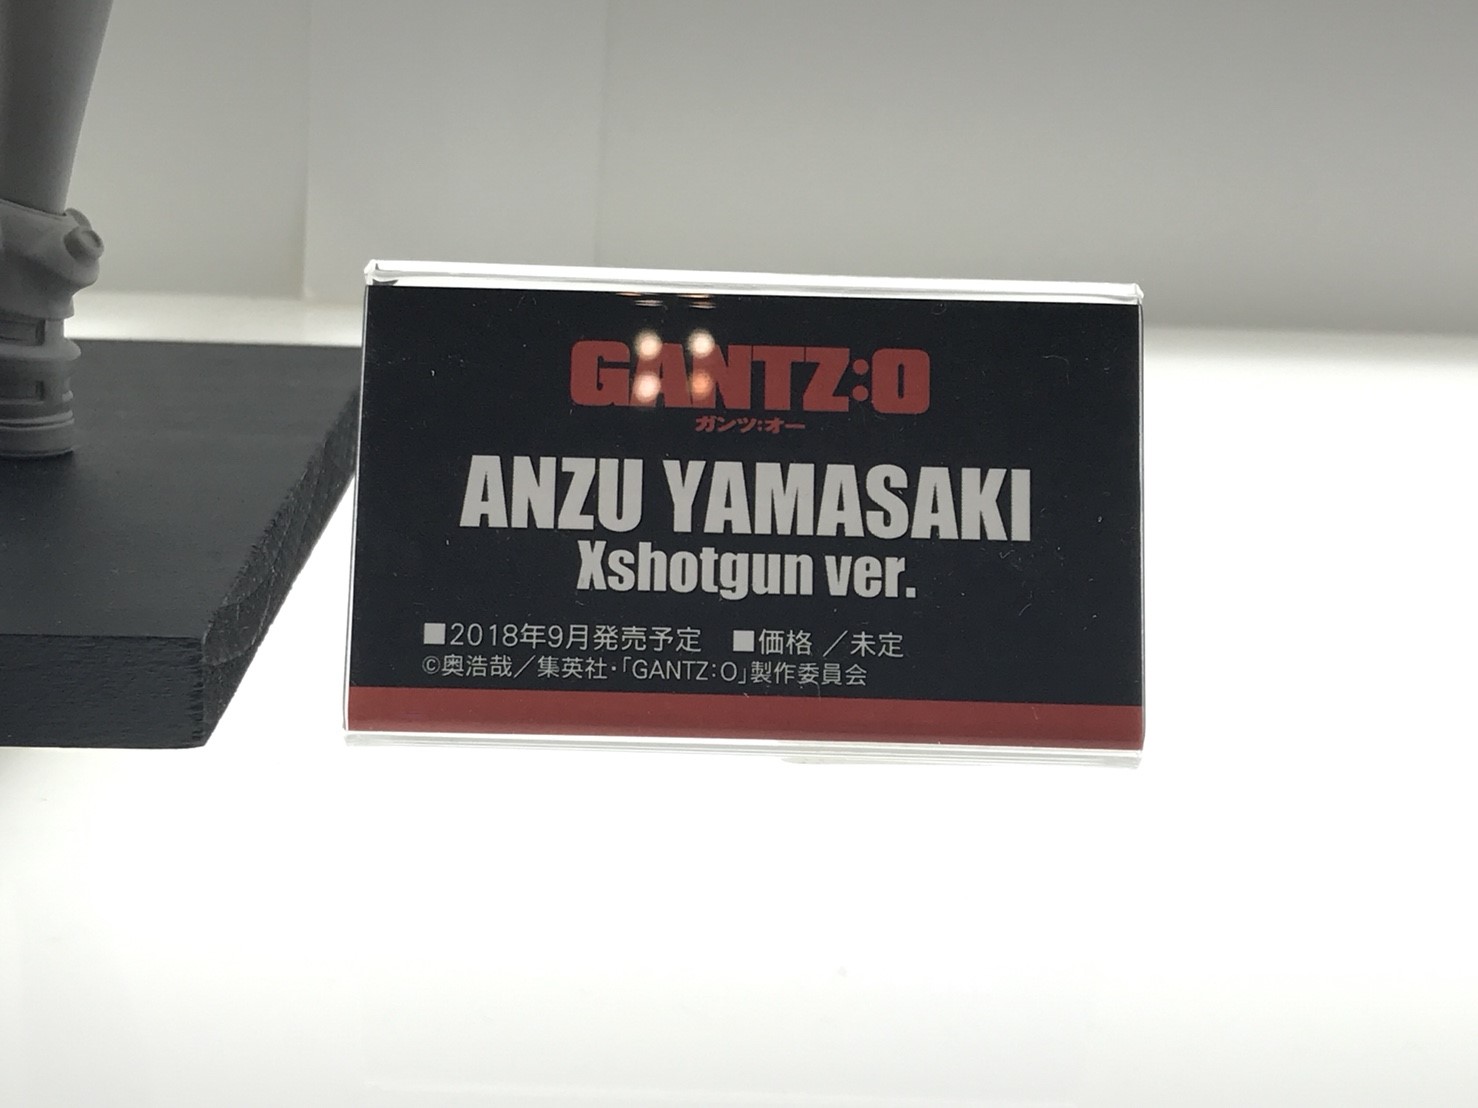 GANTZ:O
ガンツ:オー
ANZU YAMASAKI
Xshotgun ver.
■2018年9月発売予定 ■価格 ／未定
©奥浩哉／集英社・「GANTZ:O」製作委員会